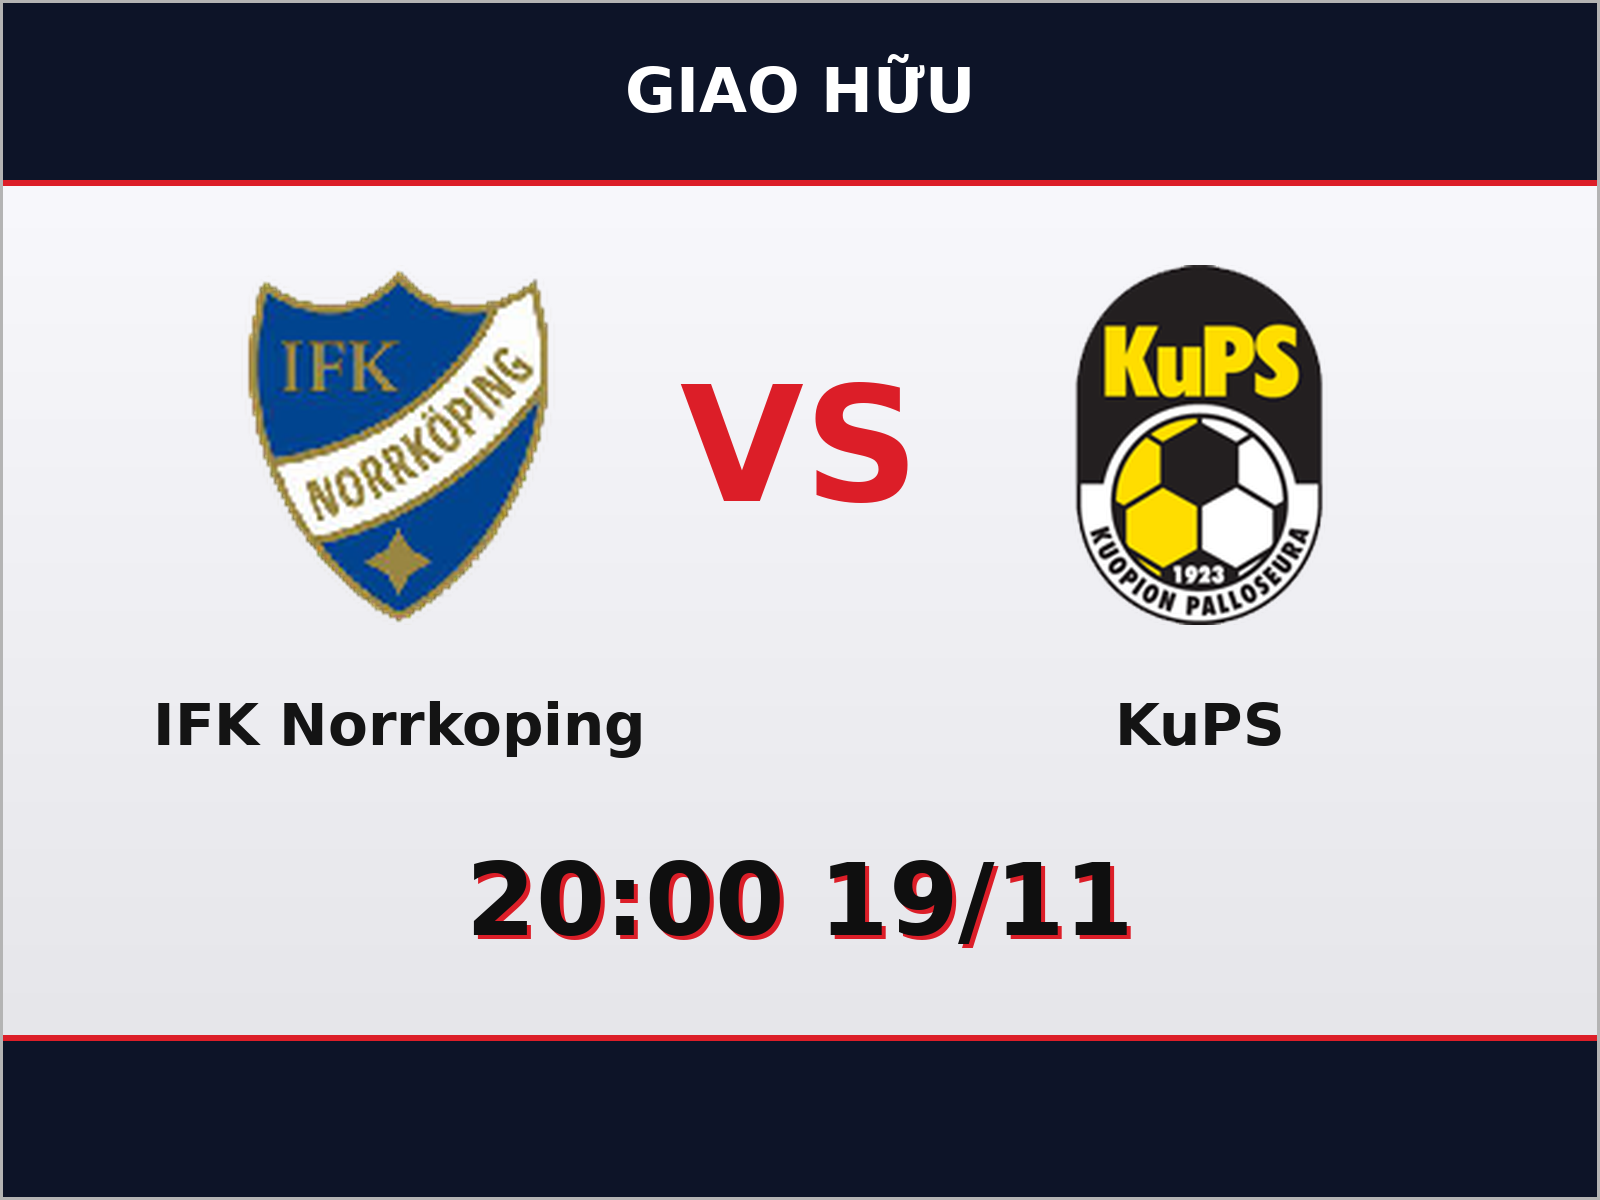 GIAO HỮU
IFK
NORRKÖPING
VS
KuPS
1923
KUOPION PALLOSEURA
IFK Norrkoping
KuPS
20:00 19/11